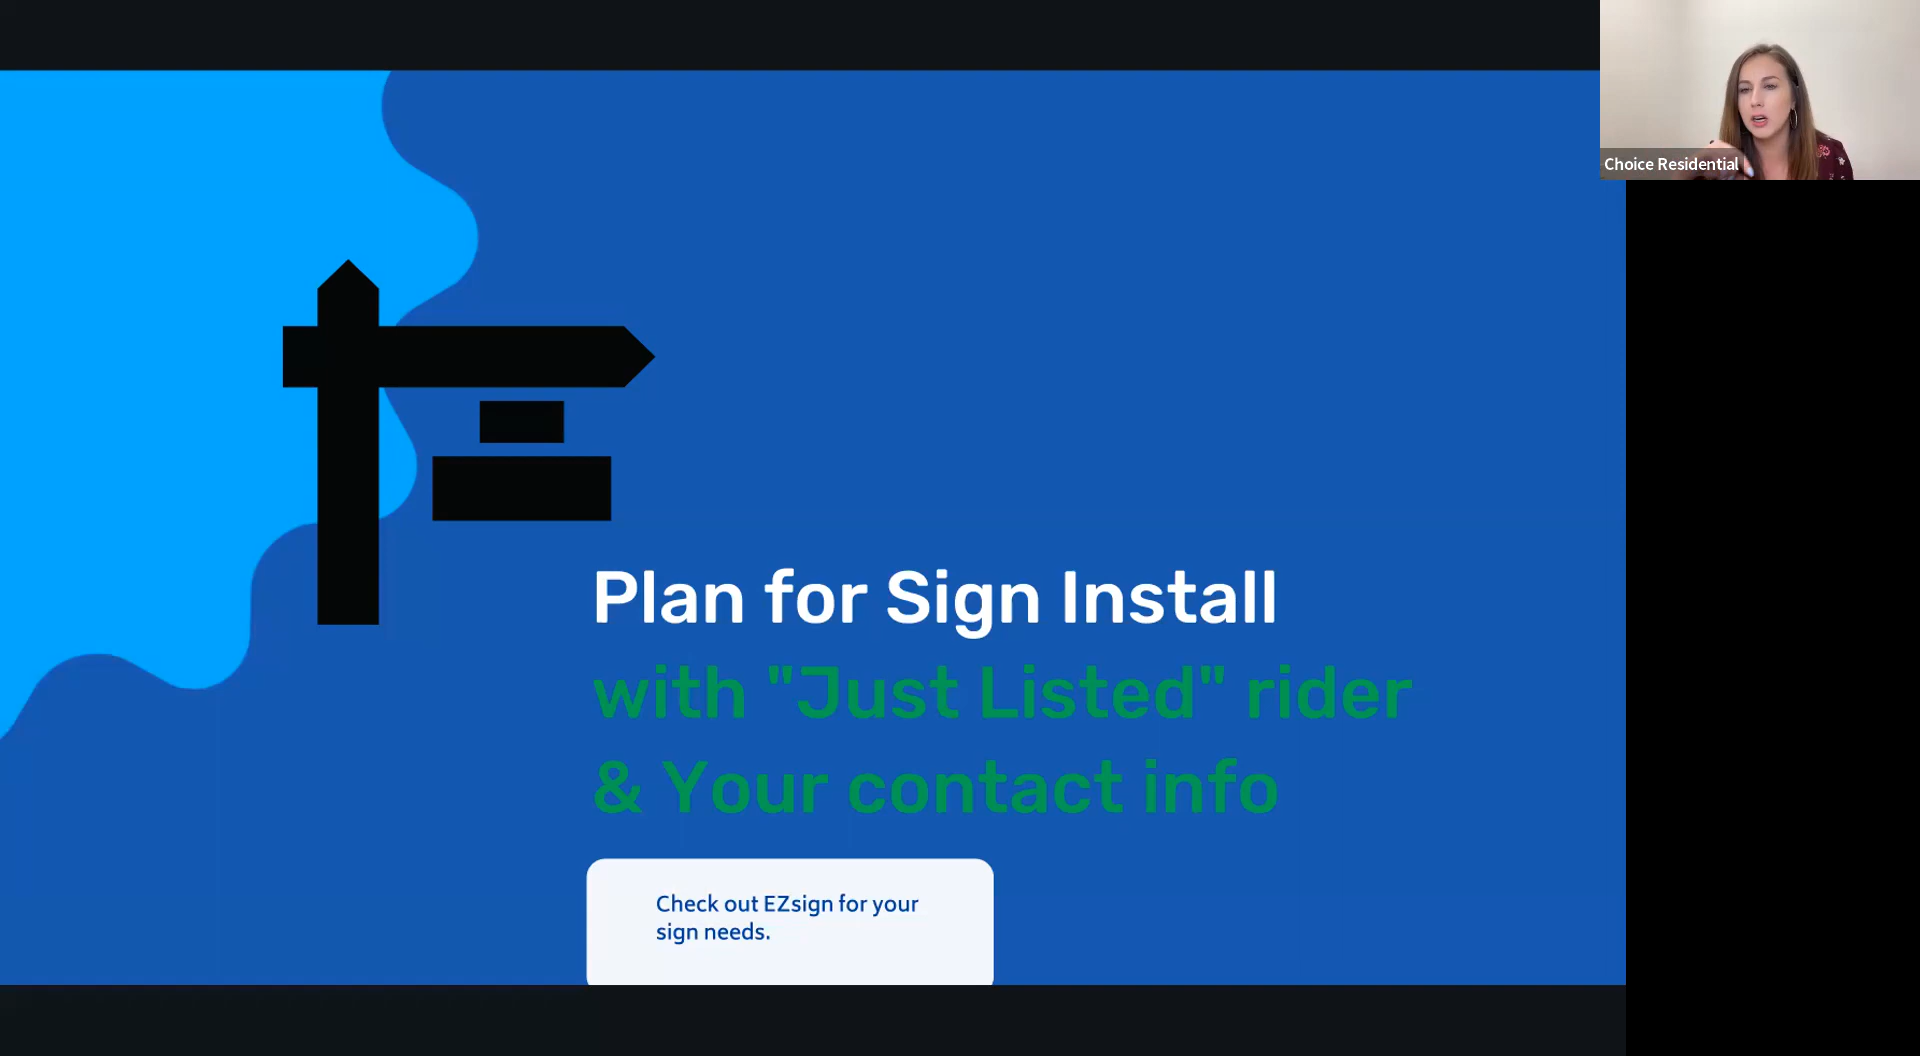 Choice Residential
Plan for Sign Install
with "Just Listed" rider
& Your contact info
Check out EZsign for your
sign needs.